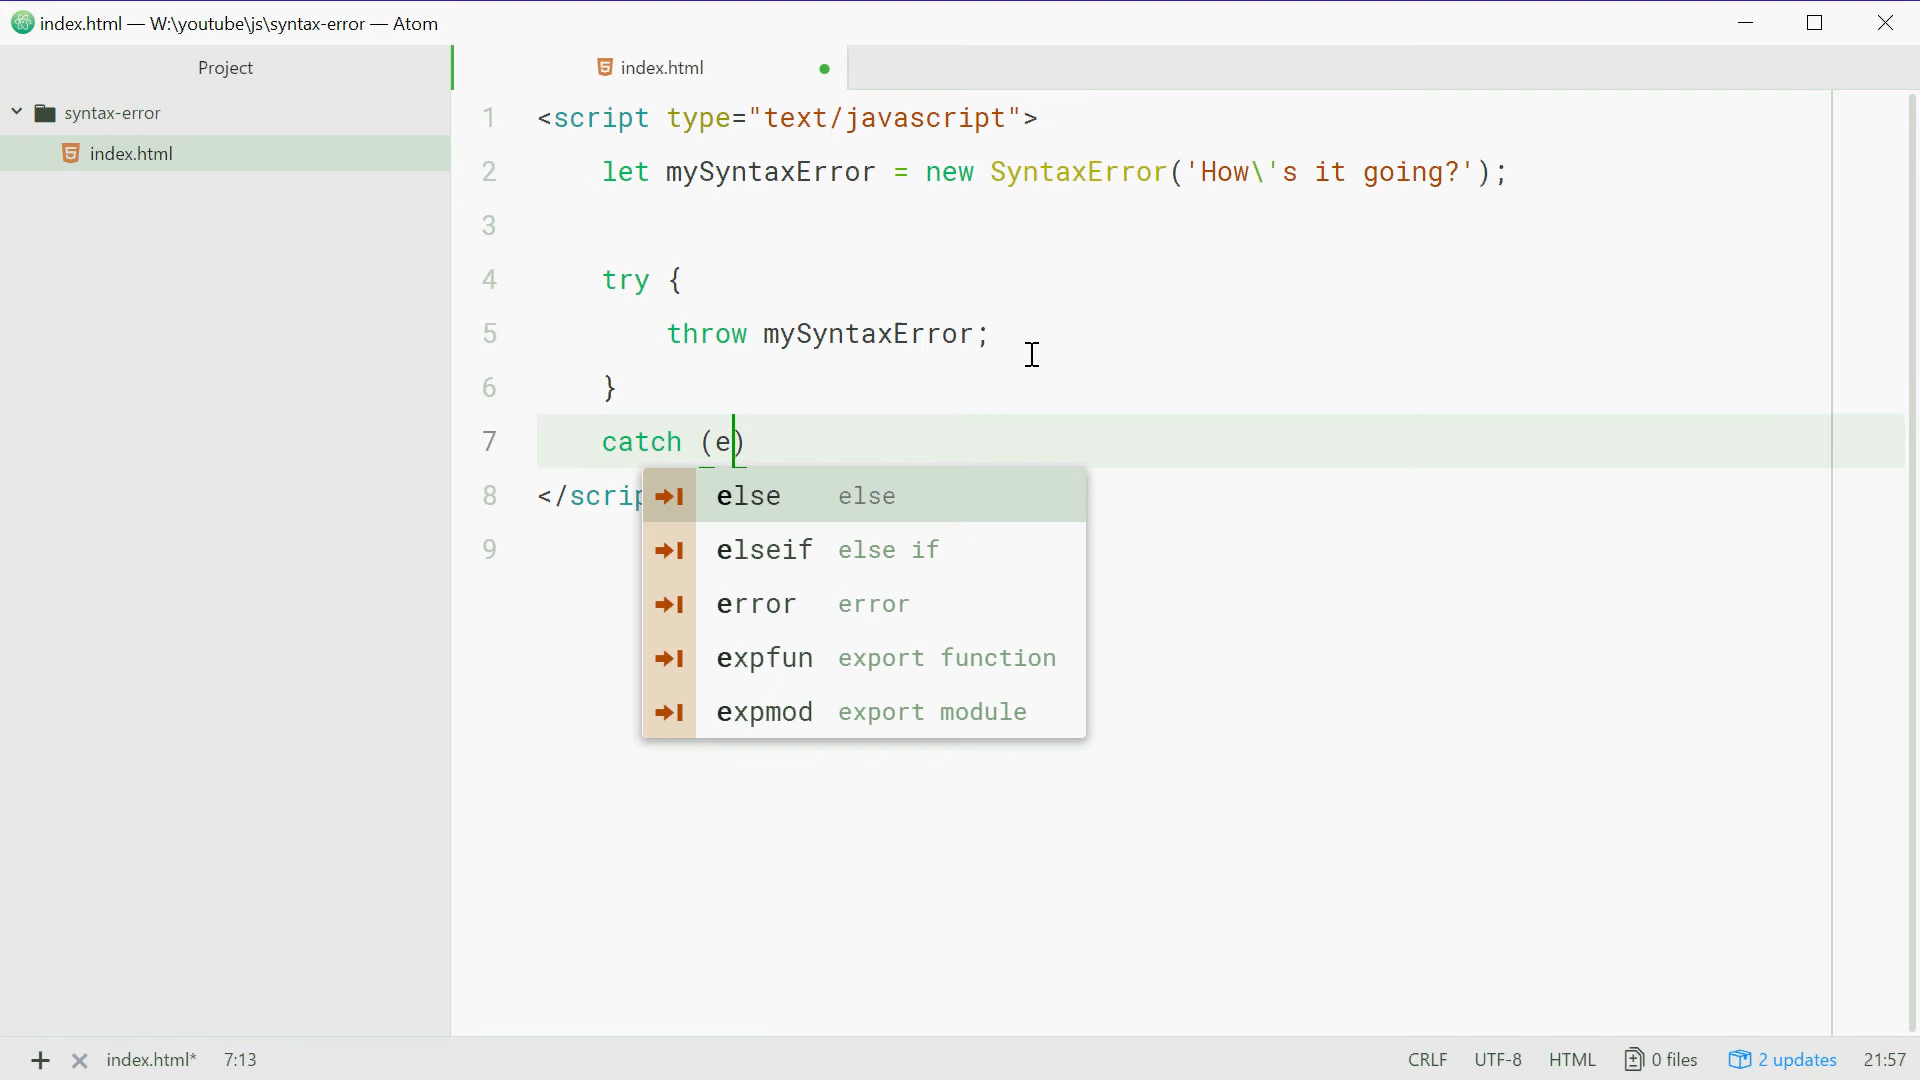 index.html — W:\youtube\js\syntax-error — Atom
Project
index.html
syntax-error
index.html
1 <script type="text/javascript">
2 let mySyntaxError = new SyntaxError('How\'s it going?');
3
4 try {
5 throw mySyntaxError;
6 }
7 catch (e)
8 </scrip
else else
elseif else if
9
error error
expfun export function
expmod export module
index.html* 7:13 CRLF UTF-8 HTML 0 files 2 updates 21:57